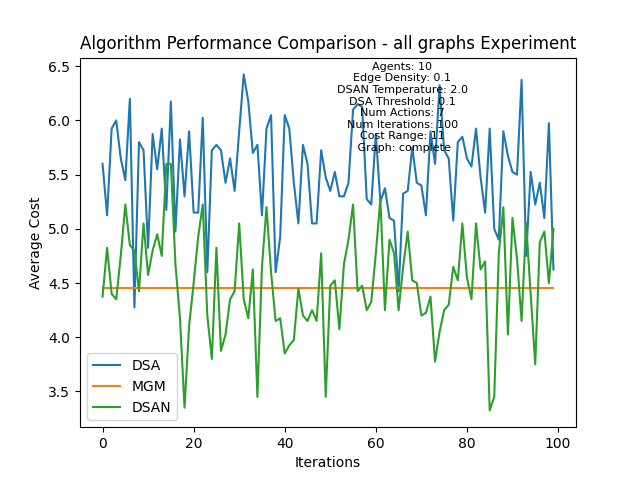 Algorithm Performance Comparison - all graphs Experiment
Agents: 10
Edge Density: 0.1
DSAN Temperature: 2.0
DSA Threshold: 0.1
Num Actions: 7
Num Iterations: 100
Cost Range: 11
Graph: complete
6.5
6.0
5.5
5.0
4.5
4.0
3.5
Average Cost
DSA
MGM
DSAN
0
20
40
60
80
100
Iterations